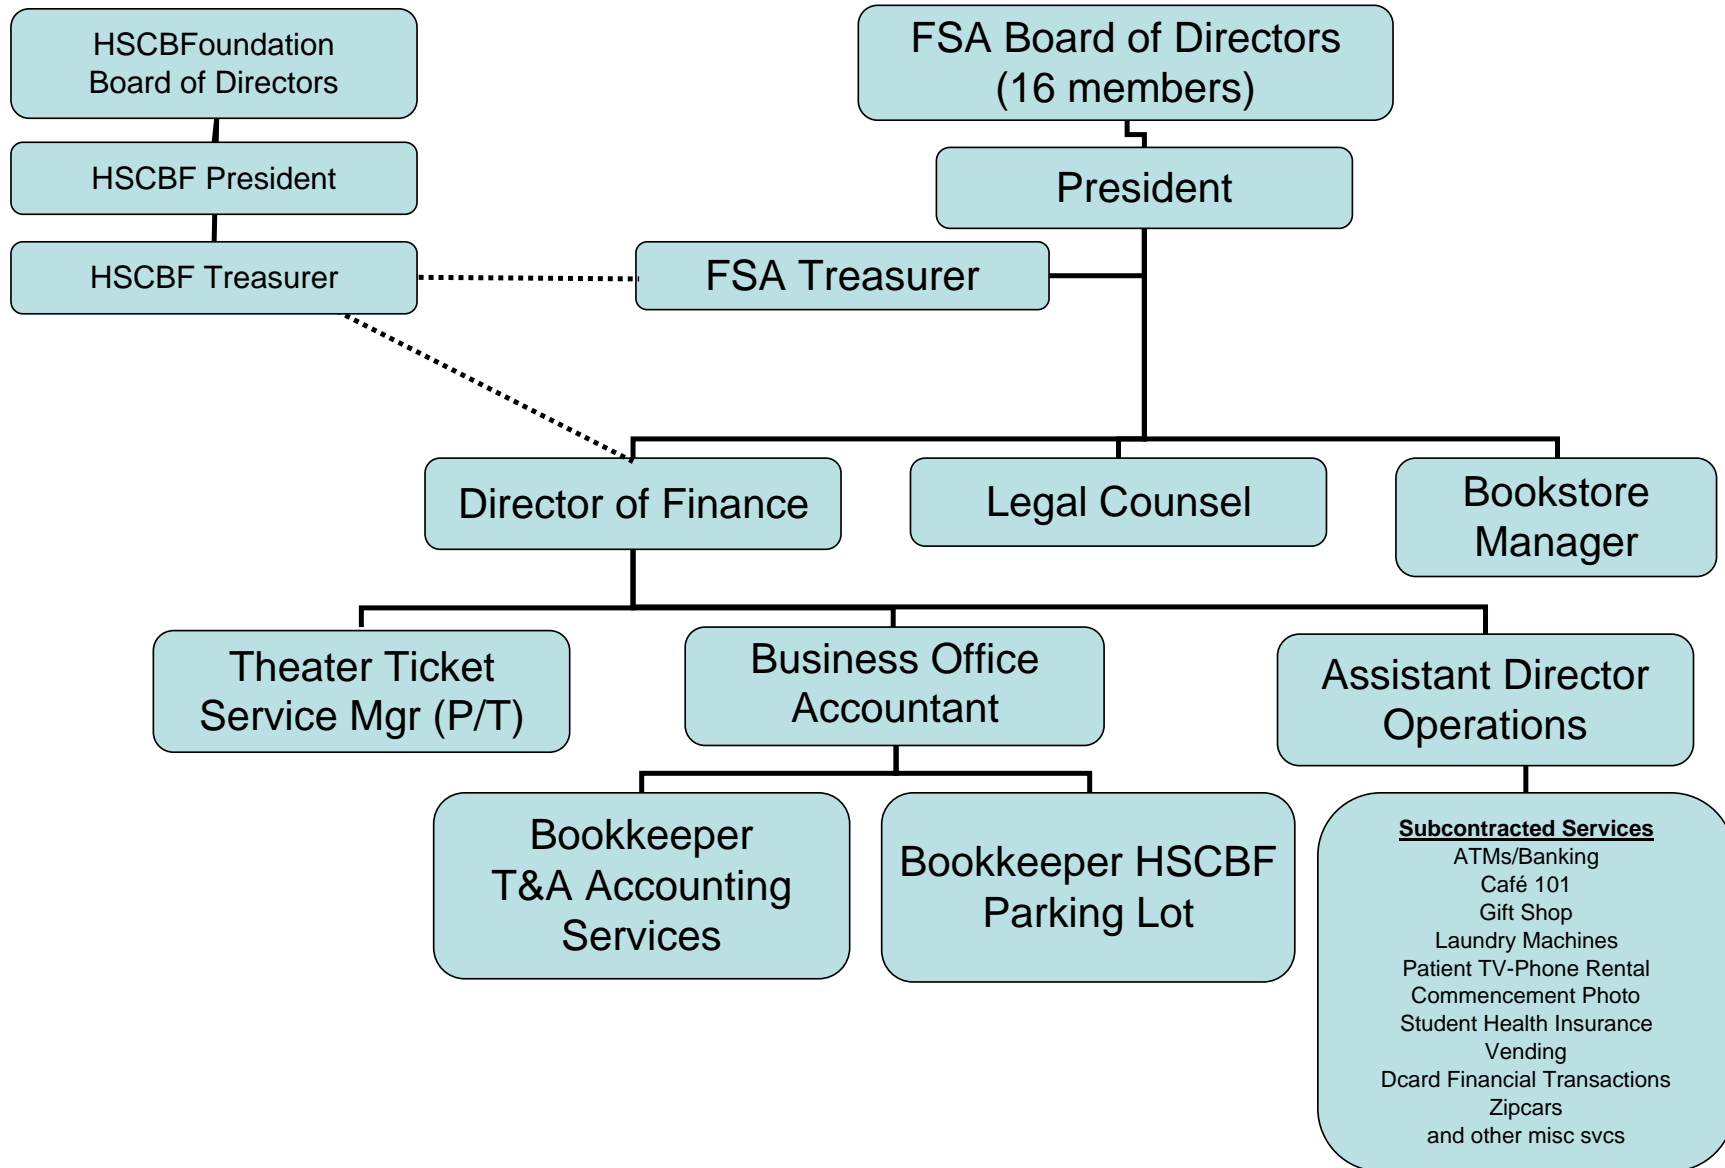 HSCBFoundation
Board of Directors
FSA Board of Directors
(16 members)
HSCBF President
President
HSCBF Treasurer
FSA Treasurer
Director of Finance
Legal Counsel
Bookstore
Manager
Theater Ticket
Service Mgr (P/T)
Business Office
Accountant
Assistant Director
Operations
Bookkeeper
T&A Accounting
Services
Bookkeeper HSCBF
Parking Lot
Subcontracted Services
ATMs/Banking
Café 101
Gift Shop
Laundry Machines
Patient TV-Phone Rental
Commencement Photo
Student Health Insurance
Vending
Dcard Financial Transactions
Zipcars
and other misc svcs